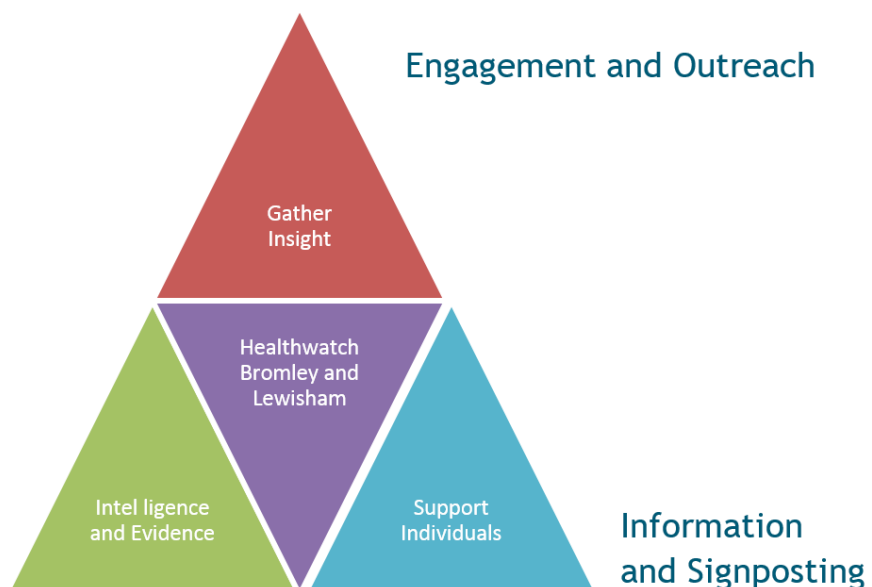 Engagement and Outreach
Gather
Insight
Healthwatch
Bromley and
Lewisham
Intel ligence
and Evidence
Support
Individuals
Information
and Signposting